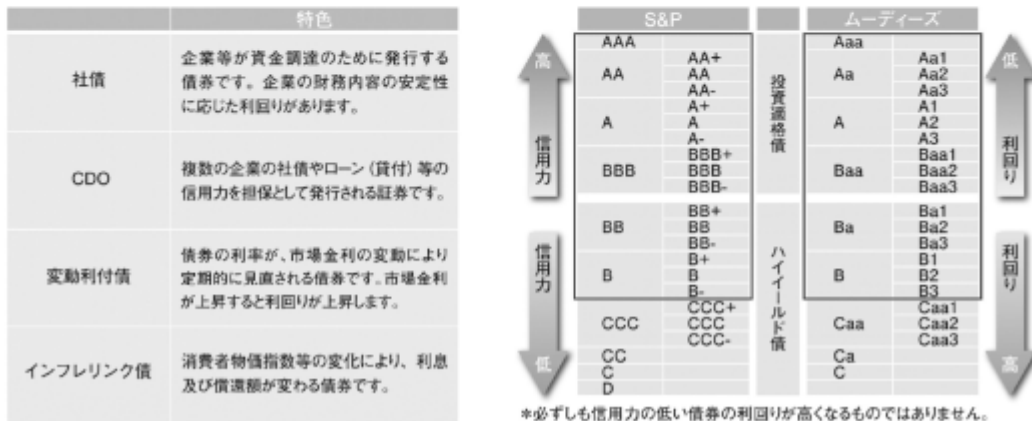 特色
社債
企業等が資金調達のために発行する
債券です。企業の財務内容の安定性
に応じた利回りがあります。
CDO
複数の企業の社債やローン（貸付）等の
信用力を担保として発行される証券です。
変動利付債
債券の利率が、市場金利の変動により
定期的に見直される債券です。市場金利
が上昇すると利回りが上昇します。
インフレリンク債
消費者物価指数等の変化により、利息
及び償還額が変わる債券です。
S&P
ムーディーズ
高
信用力
信用力
低
AAA
AA
AA+
AA
AA-
A
A+
A
A-
BBB
BBB+
BBB
BBB-
BB
BB+
BB
BB-
B
B+
B
B-
CCC
CCC+
CCC
CCC-
CC
C
D
投資適格債
ハイイールド債
Aaa
Aa
Aa1
Aa2
Aa3
A
A1
A2
A3
Baa
Baa1
Baa2
Baa3
Ba
Ba1
Ba2
Ba3
B
B1
B2
B3
Caa
Caa1
Caa2
Caa3
Ca
C
低
利回り
利回り
高
*必ずしも信用力の低い債券の利回りが高くなるものではありません。